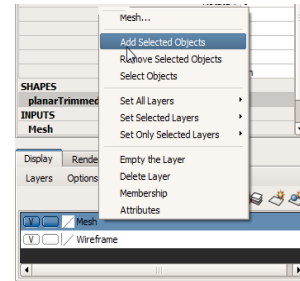 Mesh...
Add Selected Objects
Remove Selected Objects
Select Objects
SHAPES
planarTrimmed
Set All Layers
INPUTS
Set Selected Layers
Mesh
Set Only Selected Layers
Display
Rende
Empty the Layer
Layers
Options
Delete Layer
Membership
Attributes
V
Mesh
V
Wireframe